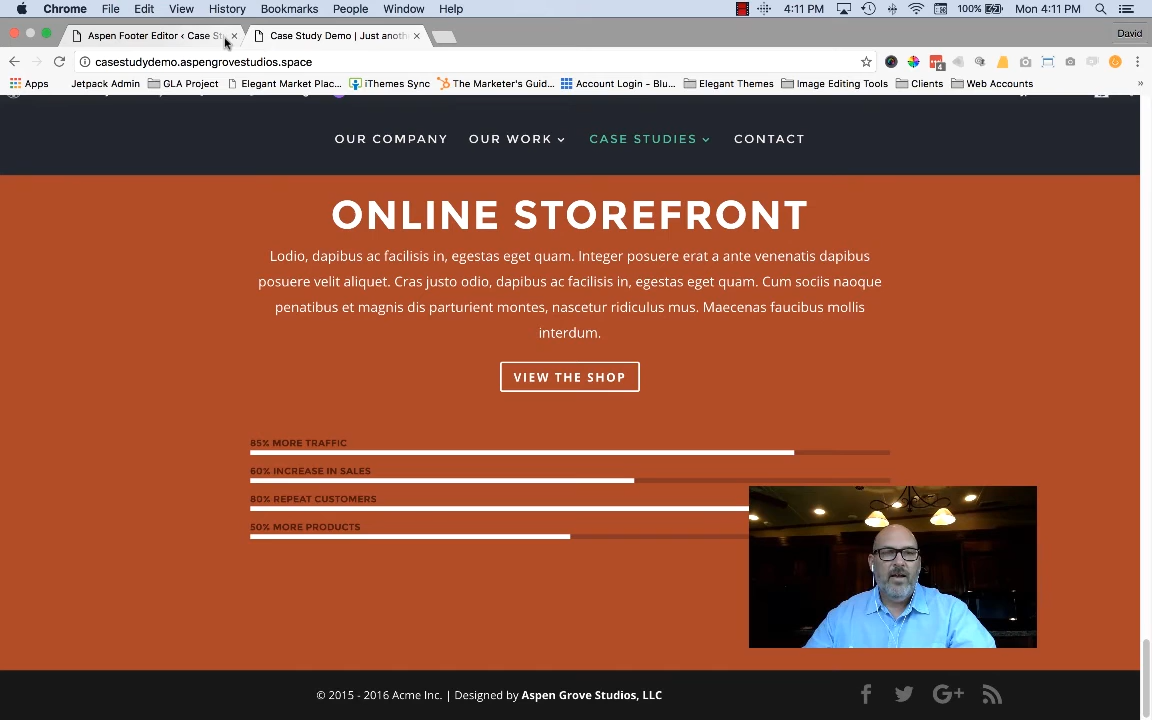 Chrome File Edit View History Bookmarks People Window Help 4:11 PM 100% Mon 4:11 PM
Aspen Footer Editor ‹ Case St Case Study Demo | Just anoth David
casestudydemo.aspengrovestudios.space 4
Apps Jetpack Admin GLA Project Elegant Market Plac... iThemes Sync The Marketer's Guid... Account Login - Blu... Elegant Themes Image Editing Tools Clients Web Accounts »
OUR COMPANY OUR WORK CASE STUDIES CONTACT
ONLINE STOREFRONT
Lodio, dapibus ac facilisis in, egestas eget quam. Integer posuere erat a ante venenatis dapibus
posuere velit aliquet. Cras justo odio, dapibus ac facilisis in, egestas eget quam. Cum sociis naoque
penatibus et magnis dis parturient montes, nascetur ridiculus mus. Maecenas faucibus mollis
interdum.
VIEW THE SHOP
85% MORE TRAFFIC
60% INCREASE IN SALES
80% REPEAT CUSTOMERS
50% MORE PRODUCTS
© 2015 - 2016 Acme Inc. | Designed by Aspen Grove Studios, LLC